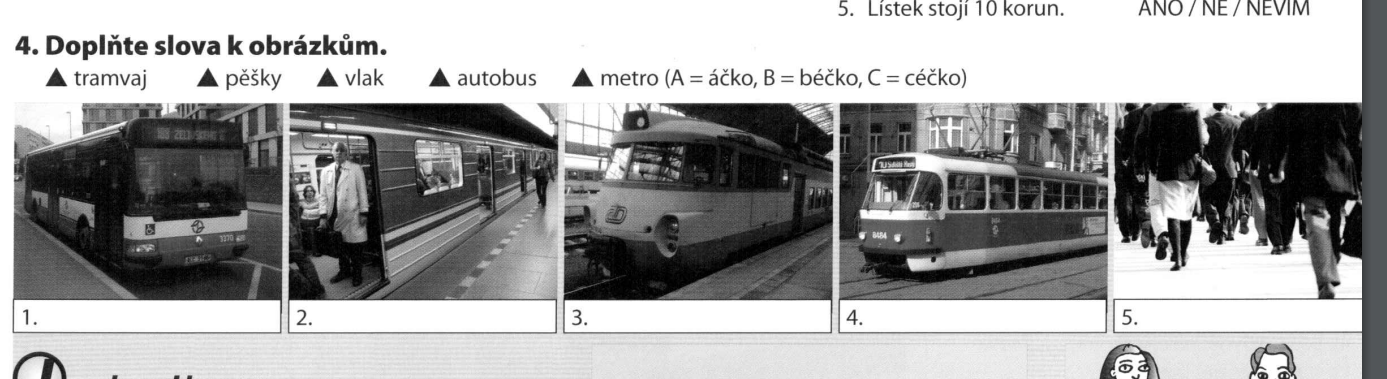 5. Lístek stojí 10 korun. ANO / NE / NEVÍM
4. Doplňte slova k obrázkům.
▲ tramvaj ▲ pěšky ▲ vlak ▲ autobus ▲ metro (A = áčko, B = béčko, C = céčko)
8484
1. 2. 3. 4. 5.